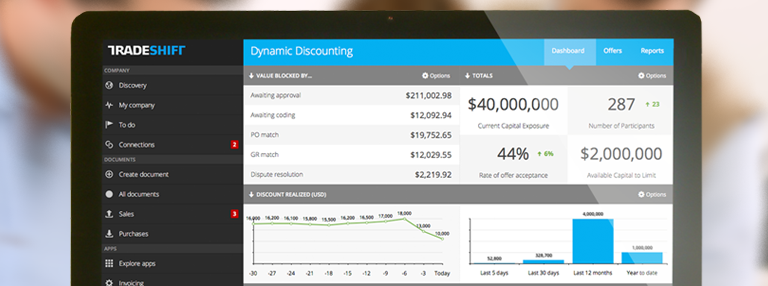 TRADESHIFT
Dynamic Discounting
Dashboard
Offers
Reports
COMPANY
Discovery
My company
To do
Connections 2
DOCUMENTS
Create document
All documents
Sales 3
Purchases
APPS
Explore apps
Invoicing
VALUE BLOCKED BY... Options
Awaiting approval $211,002.98
Awaiting coding $12,092.94
PO match $19,752.65
GR match $12,029.55
Dispute resolution $2,219.92
TOTALS Options
$40,000,000
Current Capital Exposure
287 23
Number of Participants
44% 6%
Rate of offer acceptance
$2,000,000
Available Capital to Limit
DISCOUNT REALIZED (USD) Options
16,200 16,100 15,800 15,500 16,200 16,500 17,000 18,000 13,000 10,000
-30 -27 -21 -18 -15 -12 -9 -6 -3 Today
52,800 328,700 4,000,000 1,000,000
Last 5 days Last 30 days Last 12 months Year to date